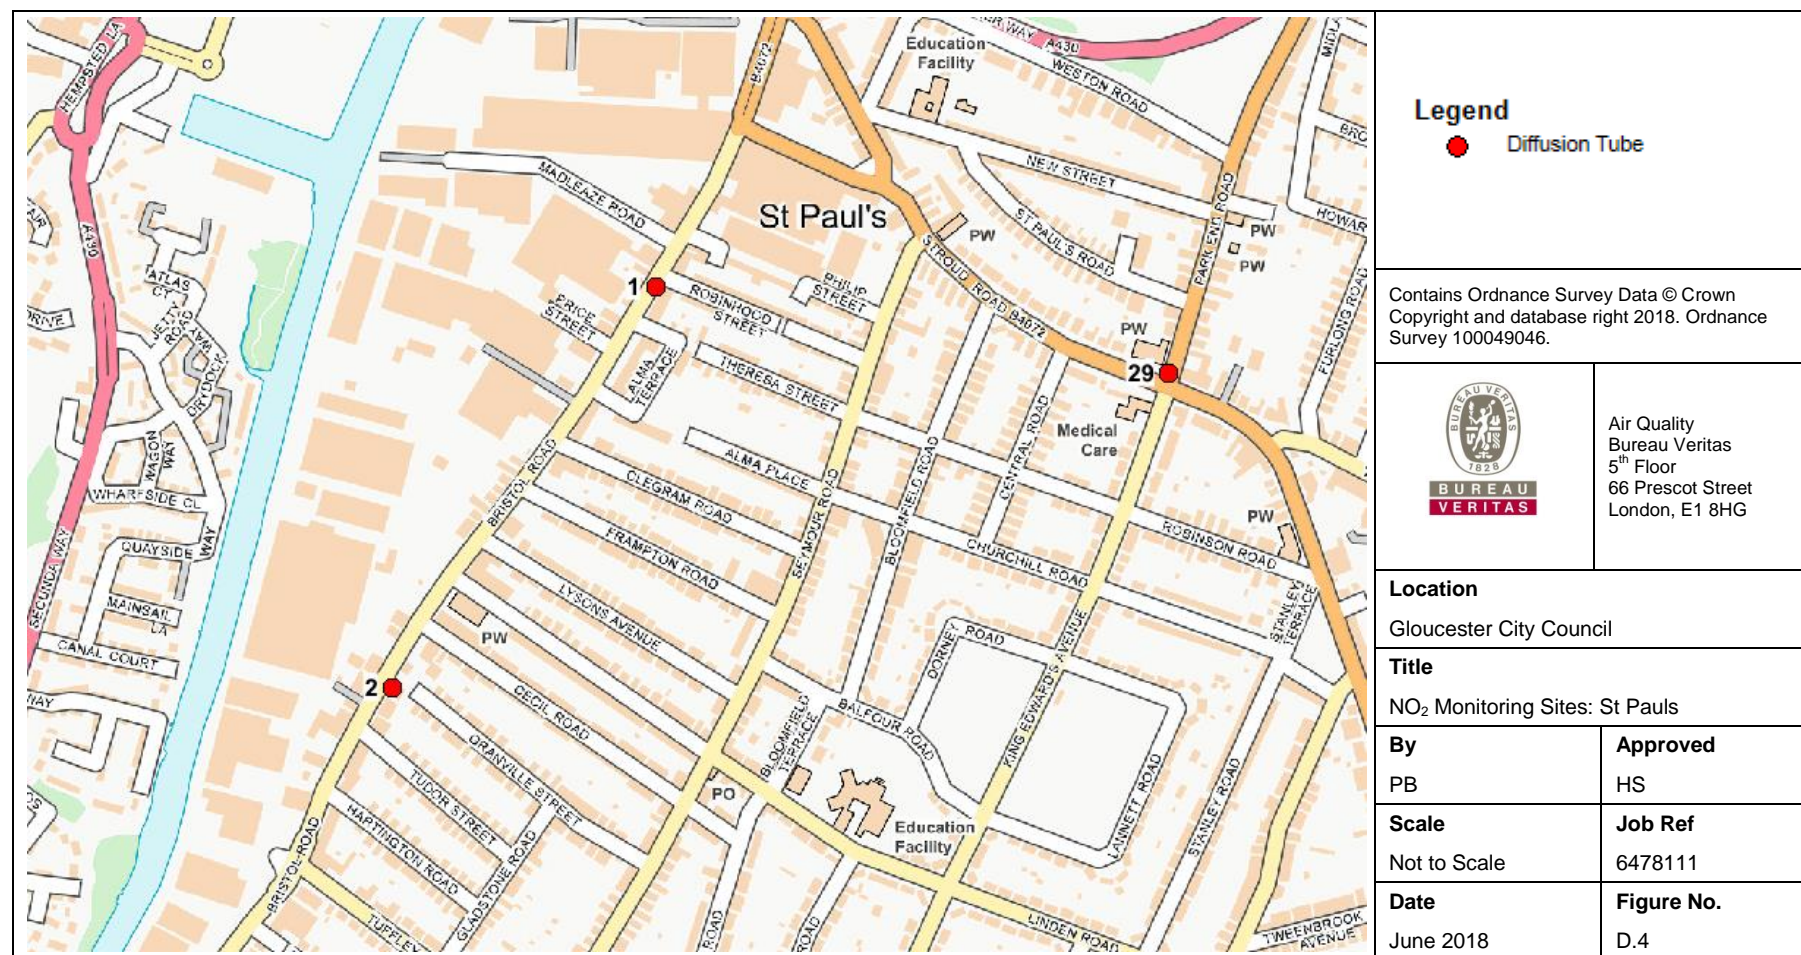 HEMPSTED LA
B4072
Education
Facility
A430
WESTON ROAD
MADLEAZE ROAD
St Paul's
NEW STREET
ST PAUL'S ROAD
PARK END ROAD
HOWAR
BRO
PW
PW
PW
A430
ATLAS
CT
JETTY
ROAD
DRYDOCK
WAY
DRIVE
1
ROBINHOOD
STREET
PHILIP
STREET
STROUD ROAD B4072
PW
29
FURLONG ROAD
PRICE
STREET
ALMA
TERRACE
THERESA STREET
Medical
Care
CENTRAL ROAD
BLOOMFIELD ROAD
ALMA PLACE
WAGON
WAY
WHARFSIDE CL
BRISTOL ROAD
CLEGRAM ROAD
SEYMOUR ROAD
PW
ROBINSON ROAD
QUAYSIDE WAY
FRAMPTON ROAD
CHURCHILL ROAD
SECUNDA WAY
MAINSAIL
LA
LYSONS AVENUE
STANLEY
TERRACE
CANAL COURT
PW
DORNEY ROAD
KING EDWARD'S AVENUE
2
CECIL ROAD
BLOOMFIELD
TERRACE
BALFOUR ROAD
GRANVILLE STREET
TUDOR STREET
PO
LANNETT ROAD
STANLEY ROAD
HARTINGTON ROAD
Education
Facility
BRISTOL ROAD
GLADSTONE ROAD
TUFFLEY
ROAD
ROAD
LINDEN ROAD
TWEENBROOK
AVENUE
Legend
Diffusion Tube
Contains Ordnance Survey Data © Crown
Copyright and database right 2018. Ordnance
Survey 100049046.
BUREAU VERITAS
1828
BUREAU
VERITAS
Air Quality
Bureau Veritas
5th Floor
66 Prescot Street
London, E1 8HG
Location
Gloucester City Council
Title
NO₂ Monitoring Sites: St Pauls
By
Approved
PB
HS
Scale
Job Ref
Not to Scale
6478111
Date
Figure No.
June 2018
D.4